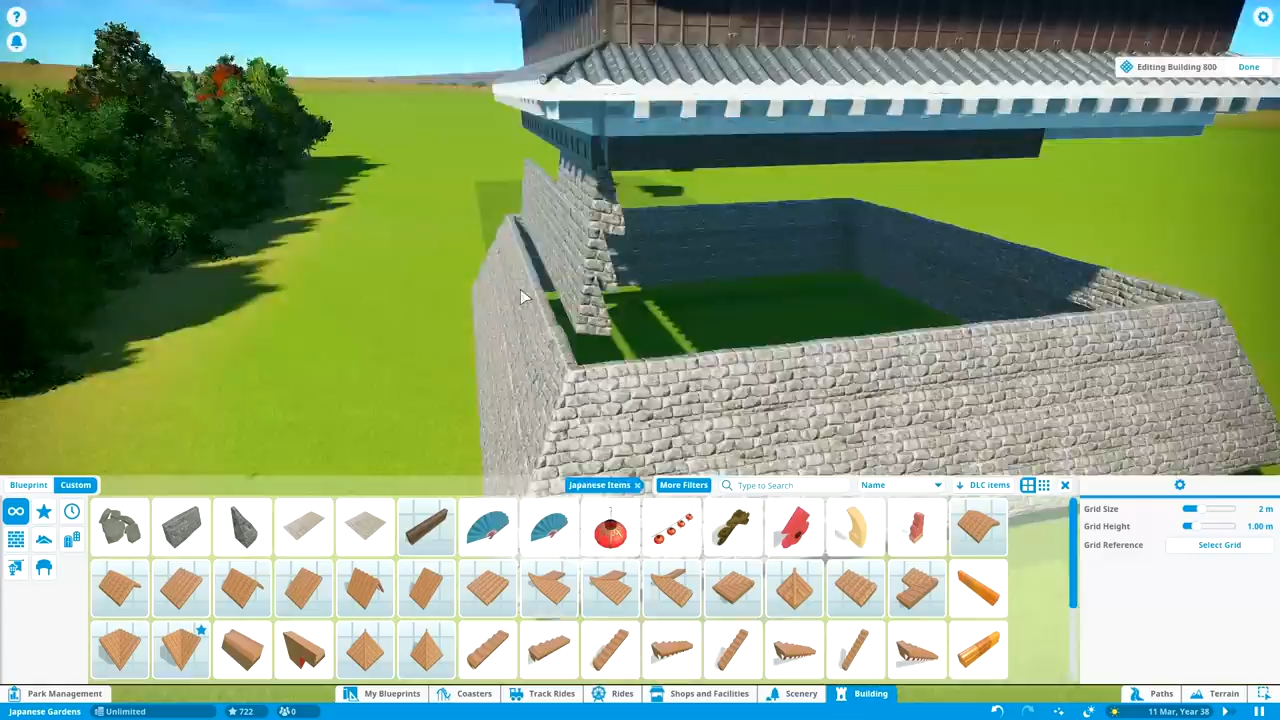 ?
Editing Building 800 Done
Blueprint Custom Japanese Items × More Filters Type to Search Name DLC items
Grid Size 2 m
Grid Height 1.00 m
Grid Reference Select Grid
Park Management My Blueprints Coasters Track Rides Rides Shops and Facilities Scenery Building Paths Terrain
Japanese Gardens Unlimited 722 0 11 Mar, Year 38